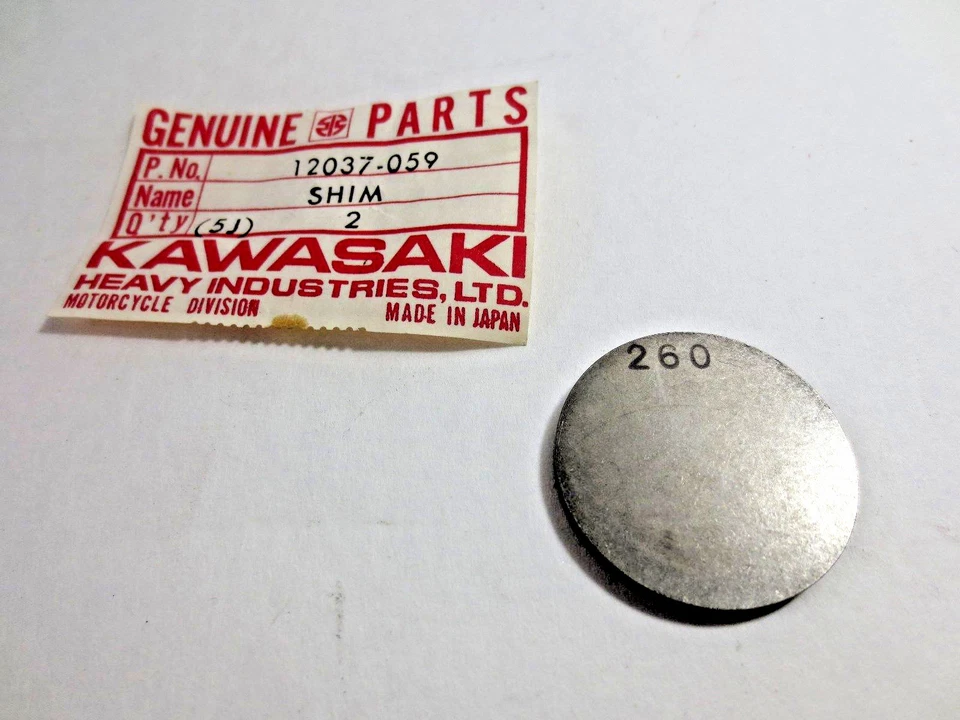 GENUINE PARTS
P. No. 12037-059
Name SHIM
Q'ty (5J) 2
KAWASAKI
HEAVY INDUSTRIES, LTD.
MOTORCYCLE DIVISION MADE IN JAPAN
260